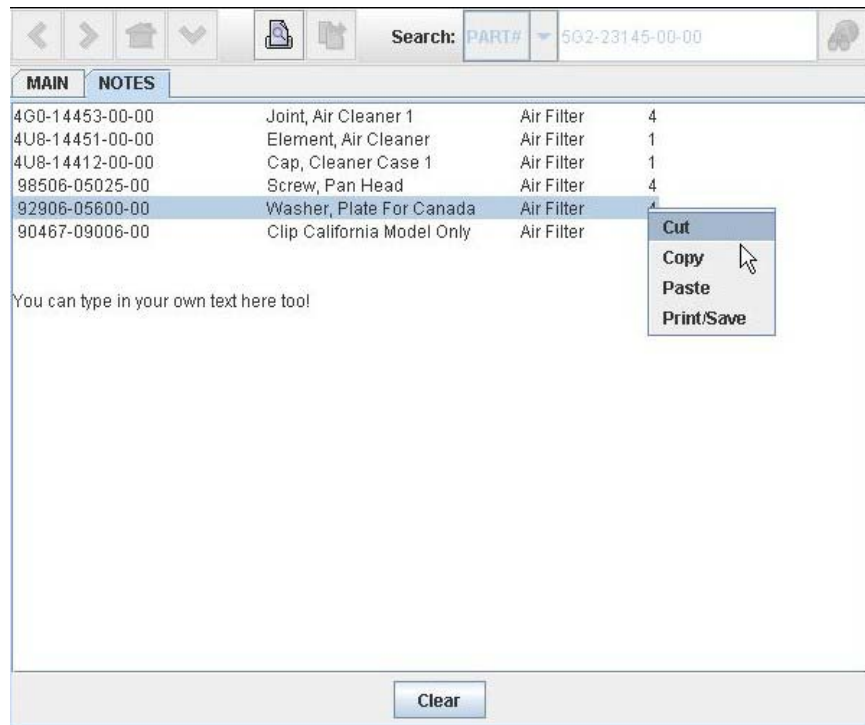 Search: PART# 5G2-23145-00-00
MAIN NOTES
4G0-14453-00-00 Joint, Air Cleaner 1 Air Filter 4
4U8-14451-00-00 Element, Air Cleaner Air Filter 1
4U8-14412-00-00 Cap, Cleaner Case 1 Air Filter 1
98506-05025-00 Screw, Pan Head Air Filter 4
92906-05600-00 Washer, Plate For Canada Air Filter 4
90467-09006-00 Clip California Model Only Air Filter
Cut
Copy
Paste
Print/Save
You can type in your own text here too!
Clear